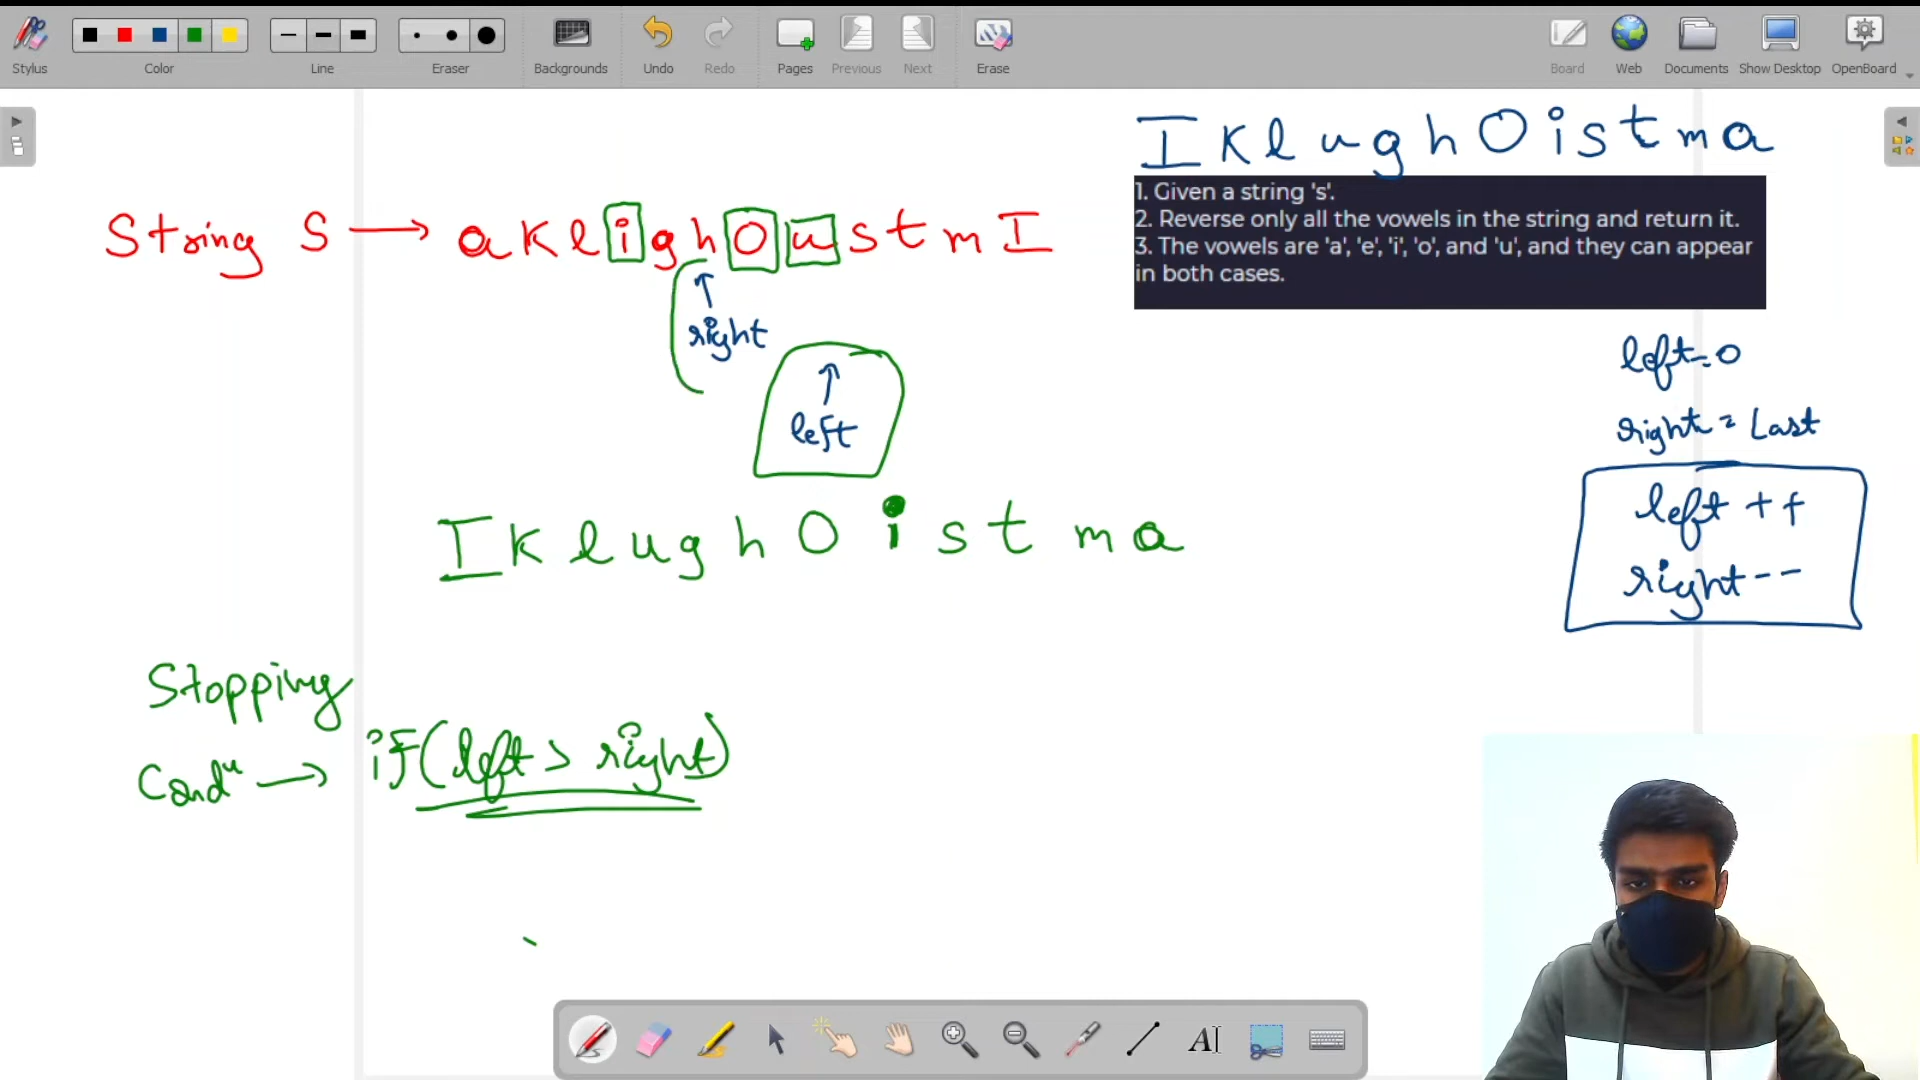 Stylus
Color
Line
Eraser
Backgrounds
Undo
Redo
Pages
Previous
Next
Erase
Board
Web
Documents
Show Desktop
OpenBoard
I K l u g h O i s t m a
1. Given a string 's'.
2. Reverse only all the vowels in the string and return it.
3. The vowels are 'a', 'e', 'i', 'o', and 'u', and they can appear
in both cases.
String S → a K l i g h O u s t m I
↑
right
↑
left
left = 0
right = Last
left ++
right --
I K l u g h O i s t m a
Stopping
Condn → if (left > right)
AI